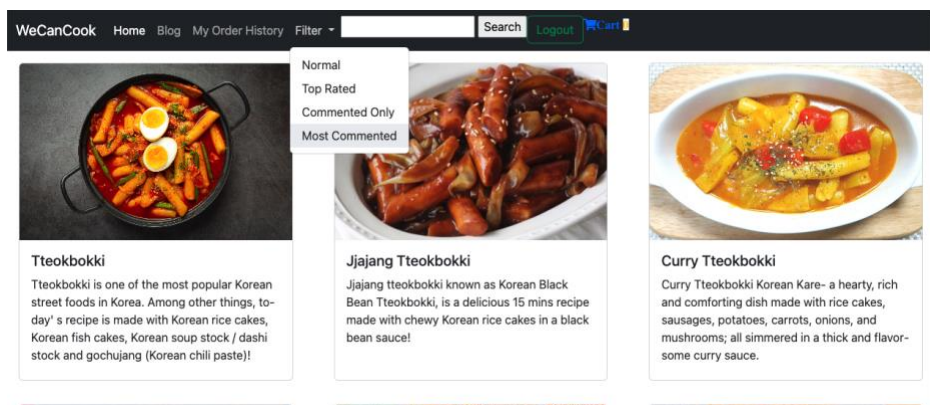 WeCanCook Home Blog My Order History Filter Search Logout Cart
Normal
Top Rated
Commented Only
Most Commented
Tteokbokki
Tteokbokki is one of the most popular Korean
street foods in Korea. Among other things, to-
day' s recipe is made with Korean rice cakes,
Korean fish cakes, Korean soup stock / dashi
stock and gochujang (Korean chili paste)!
Jjajang Tteokbokki
Jjajang tteokbokki known as Korean Black
Bean Tteokbokki, is a delicious 15 mins recipe
made with chewy Korean rice cakes in a black
bean sauce!
Curry Tteokbokki
Curry Tteokbokki Korean Kare- a hearty, rich
and comforting dish made with rice cakes,
sausages, potatoes, carrots, onions, and
mushrooms; all simmered in a thick and flavor-
some curry sauce.